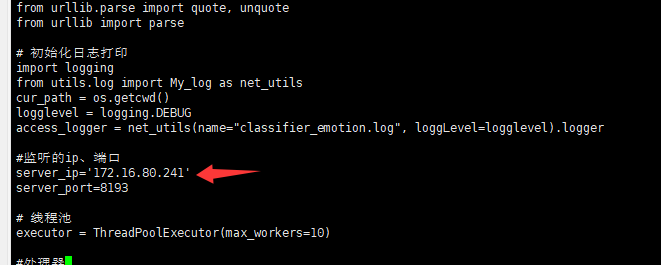 from urllib.parse import quote, unquote
from urllib import parse
# 初始化日志打印
import logging
from utils.log import My_log as net_utils
cur_path = os.getcwd()
logglevel = logging.DEBUG
access_logger = net_utils(name="classifier_emotion.log", loggLevel=logglevel).logger
#监听的ip、端口
server_ip='172.16.80.241'
server_port=8193
# 线程池
executor = ThreadPoolExecutor(max_workers=10)
#处理器